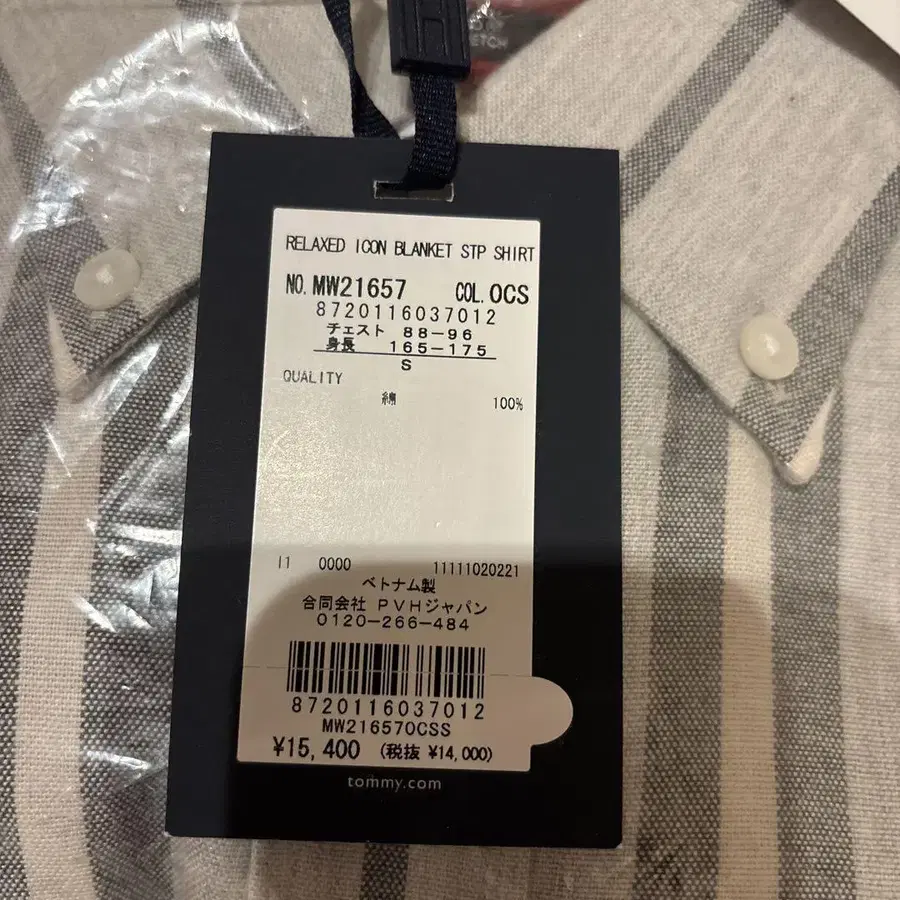 RELAXED ICON BLANKET STP SHIRT
NO. MW21657 COL. OCS
8720116037012
チェスト 88-96
身長 165-175
S
QUALITY
綿 100%
I1 0000 11111020221
ベトナム製
合同会社 PVHジャパン
0120-266-484
8720116037012
MW21657OCSS
¥15,400 (税抜 ¥14,000)
tommy.com